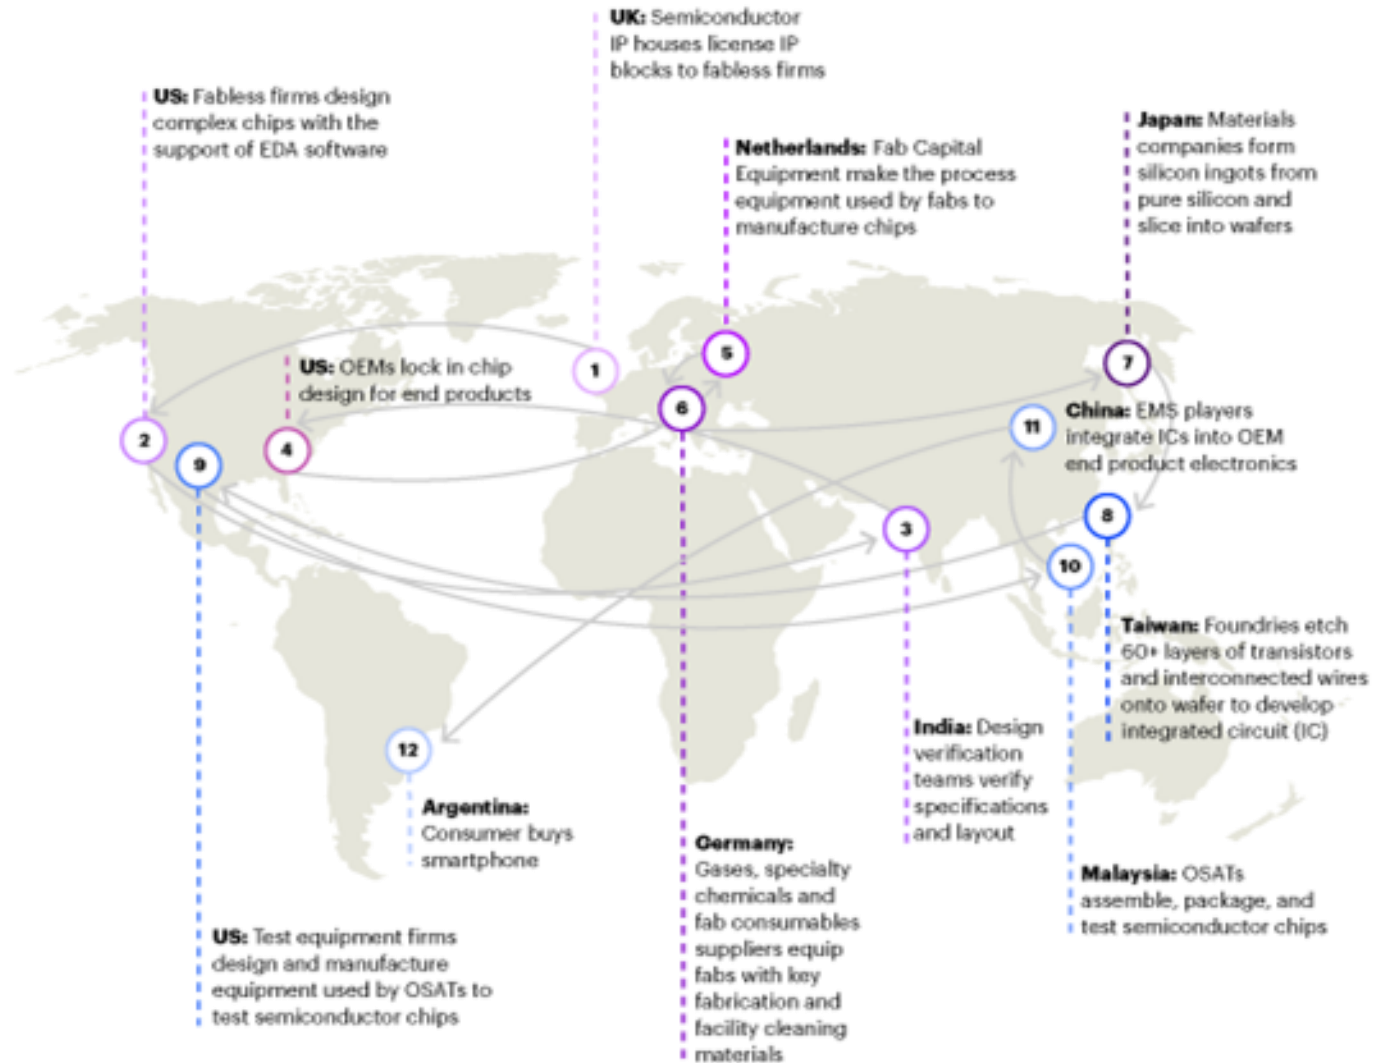 UK: Semiconductor
IP houses license IP
blocks to fabless firms
US: Fabless firms design
complex chips with the
support of EDA software
Netherlands: Fab Capital
Equipment make the process
equipment used by fabs to
manufacture chips
Japan: Materials
companies form
silicon ingots from
pure silicon and
slice into wafers
US: OEMs lock in chip
design for end products
1
5
7
6
2
9
4
11
China: EMS players
integrate ICs into OEM
end product electronics
3
8
10
Taiwan: Foundries etch
60+ layers of transistors
and interconnected wires
onto wafer to develop
integrated circuit (IC)
India: Design
verification
teams verify
specifications
and layout
12
Argentina:
Consumer buys
smartphone
Germany:
Gases, specialty
chemicals and
fab consumables
suppliers equip
fabs with key
fabrication and
facility cleaning
materials
Malaysia: OSATs
assemble, package, and
test semiconductor chips
US: Test equipment firms
design and manufacture
equipment used by OSATs to
test semiconductor chips